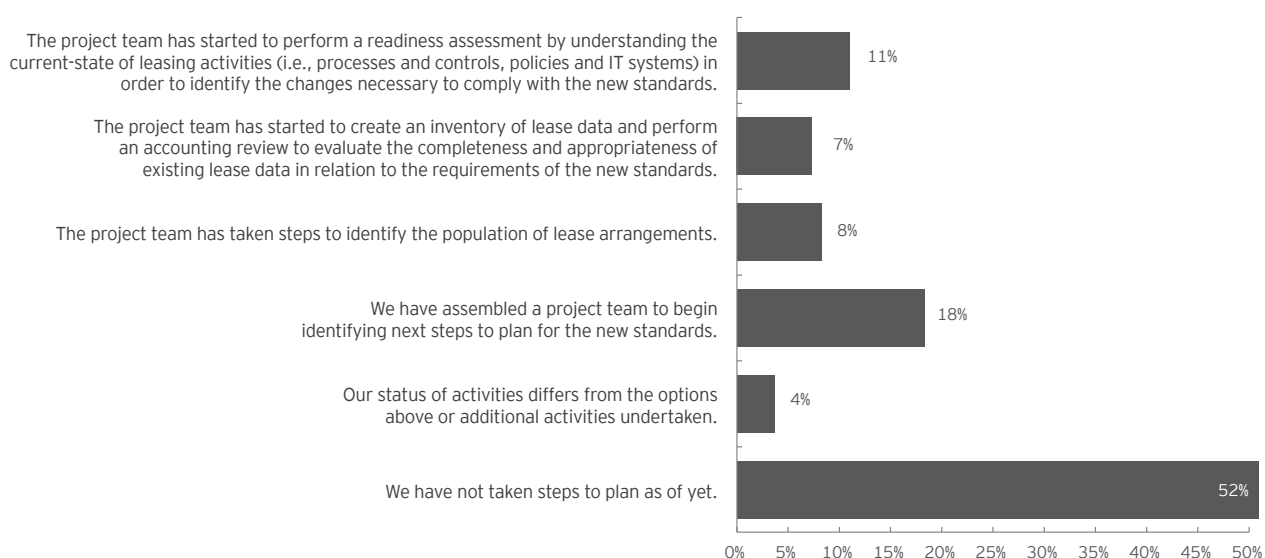 The project team has started to perform a readiness assessment by understanding the
current-state of leasing activities (i.e., processes and controls, policies and IT systems) in
order to identify the changes necessary to comply with the new standards.
11%
The project team has started to create an inventory of lease data and perform
an accounting review to evaluate the completeness and appropriateness of
existing lease data in relation to the requirements of the new standards.
7%
The project team has taken steps to identify the population of lease arrangements.
8%
We have assembled a project team to begin
identifying next steps to plan for the new standards.
18%
Our status of activities differs from the options
above or additional activities undertaken.
4%
We have not taken steps to plan as of yet.
52%
0% 5% 10% 15% 20% 25% 30% 35% 40% 45% 50%